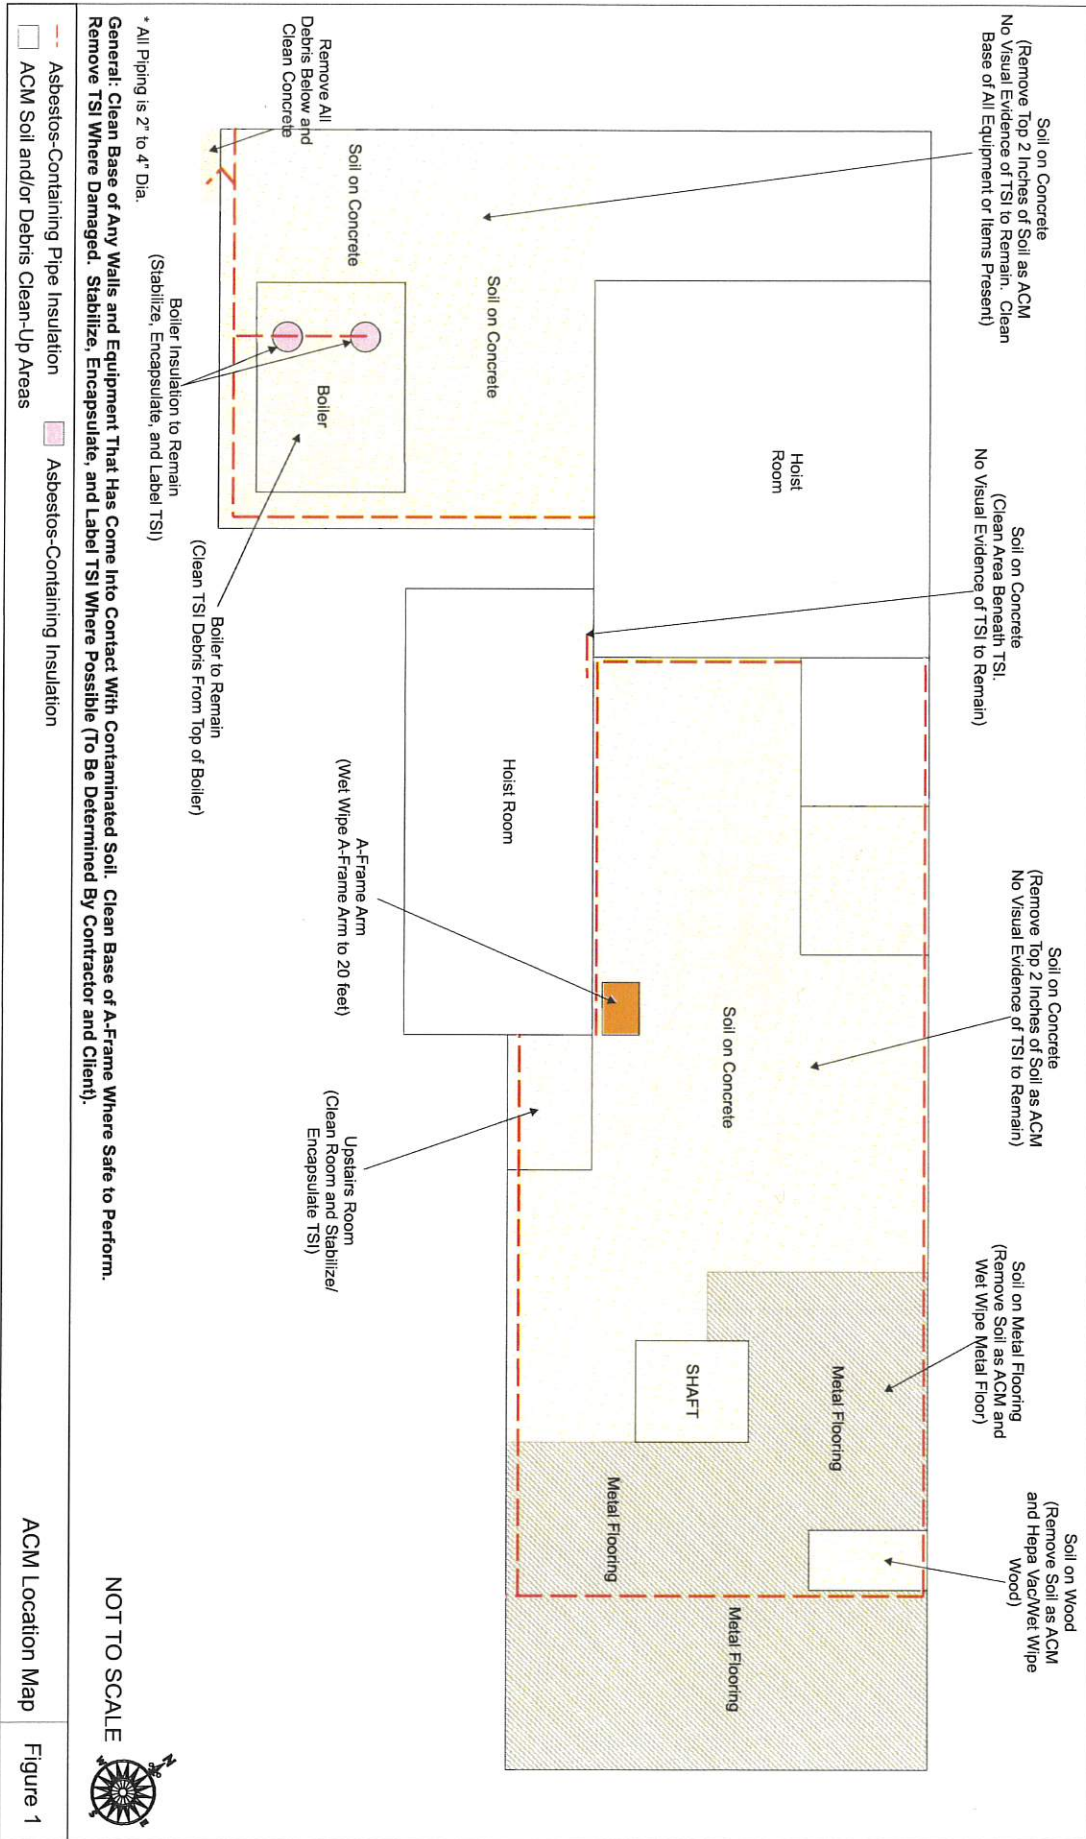 Soil on Concrete
(Remove Top 2 Inches of Soil as ACM
No Visual Evidence of TSI to Remain.  Clean
Base of All Equipment or Items Present)
Soil on Concrete
(Clean Area Beneath TSI.
No Visual Evidence of TSI to Remain)
Soil on Concrete
(Remove Top 2 Inches of Soil as ACM
No Visual Evidence of TSI to Remain)
Soil on Metal Flooring
(Remove Soil as ACM and
Wet Wipe Metal Floor)
Soil on Wood
(Remove Soil as ACM
and Hepa Vac/Wet Wipe
Wood)
Hoist
Room
Soil on Concrete
Soil on Concrete
Boiler
Hoist Room
Soil on Concrete
SHAFT
Metal Flooring
Metal Flooring
Metal Flooring
Remove All
Debris Below and
Clean Concrete
Boiler Insulation to Remain
(Stabilize, Encapsulate, and Label TSI)
Boiler to Remain
(Clean TSI Debris From Top of Boiler)
A-Frame Arm
(Wet Wipe A-Frame Arm to 20 feet)
Upstairs Room
(Clean Room and Stabilize/
Encapsulate TSI)
* All Piping is 2" to 4" Dia.
General: Clean Base of Any Walls and Equipment That Has Come Into Contact With Contaminated Soil.  Clean Base of A-Frame Where Safe to Perform.
Remove TSI Where Damaged.  Stabilize, Encapsulate, and Label TSI Where Possible (To Be Determined By Contractor and Client).
NOT TO SCALE
N
E
S
W
Asbestos-Containing Pipe Insulation
Asbestos-Containing Insulation
ACM Soil and/or Debris Clean-Up Areas
ACM Location Map
Figure 1